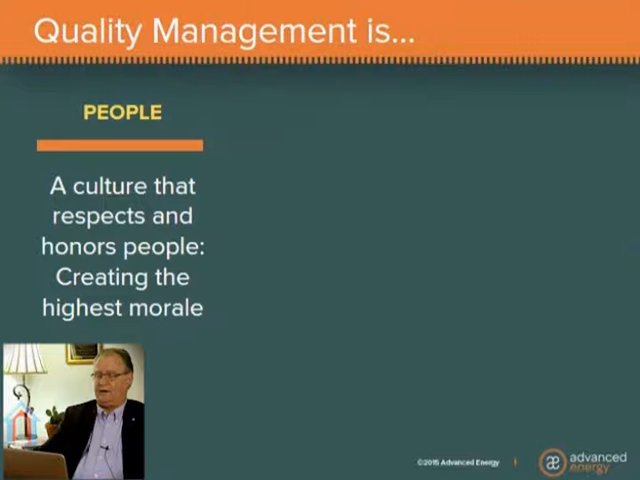 Quality Management is...
PEOPLE
A culture that
respects and
honors people:
Creating the
highest morale
©2015 Advanced Energy
æ advanced
energy